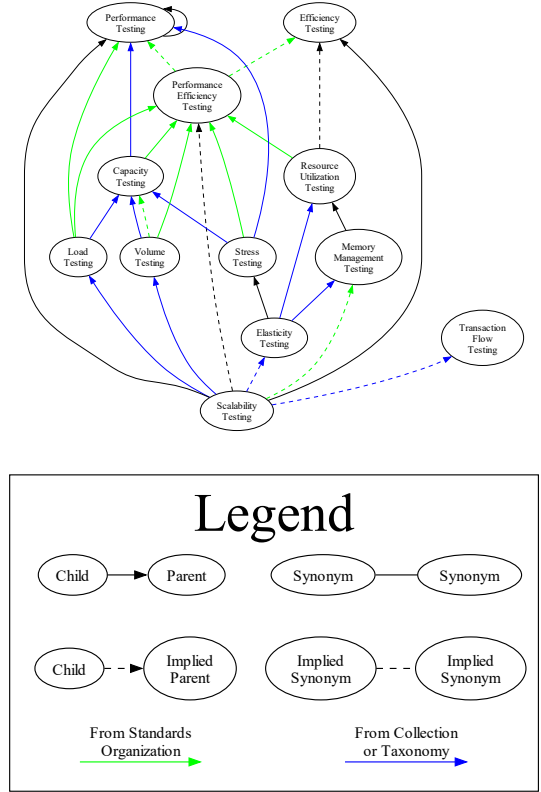 Performance
Testing
Efficiency
Testing
Performance
Efficiency
Testing
Capacity
Testing
Resource
Utilization
Testing
Load
Testing
Volume
Testing
Stress
Testing
Memory
Management
Testing
Elasticity
Testing
Transaction
Flow
Testing
Scalability
Testing
Legend
Child
Parent
Synonym
Synonym
Child
Implied
Parent
Implied
Synonym
Implied
Synonym
From Standards
Organization
From Collection
or Taxonomy